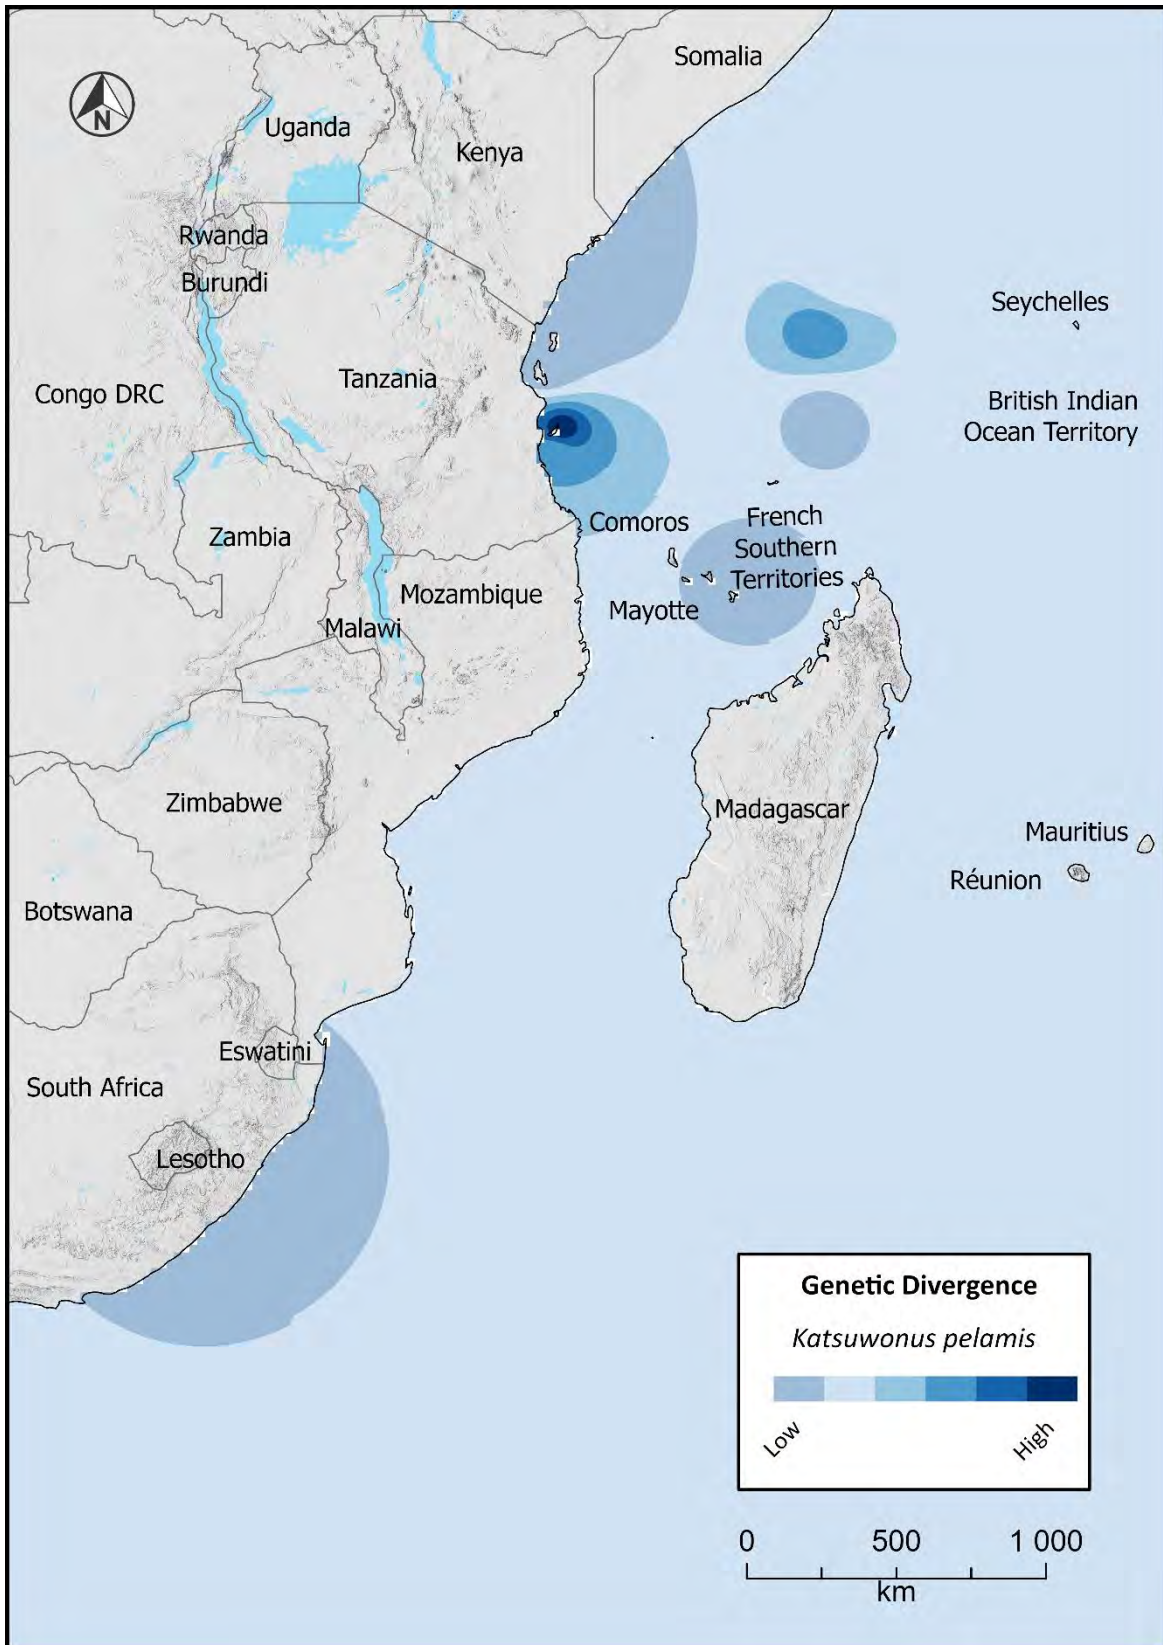 Somalia
N
Uganda
Kenya
Rwanda
Burundi
Seychelles
Congo DRC
Tanzania
British Indian
Ocean Territory
Zambia
Comoros
French
Southern
Territories
Mozambique
Mayotte
Malawi
Zimbabwe
Madagascar
Mauritius
Réunion
Botswana
Eswatini
South Africa
Lesotho
Genetic Divergence
Katsuwonus pelamis
Low
High
0 500 1 000
km